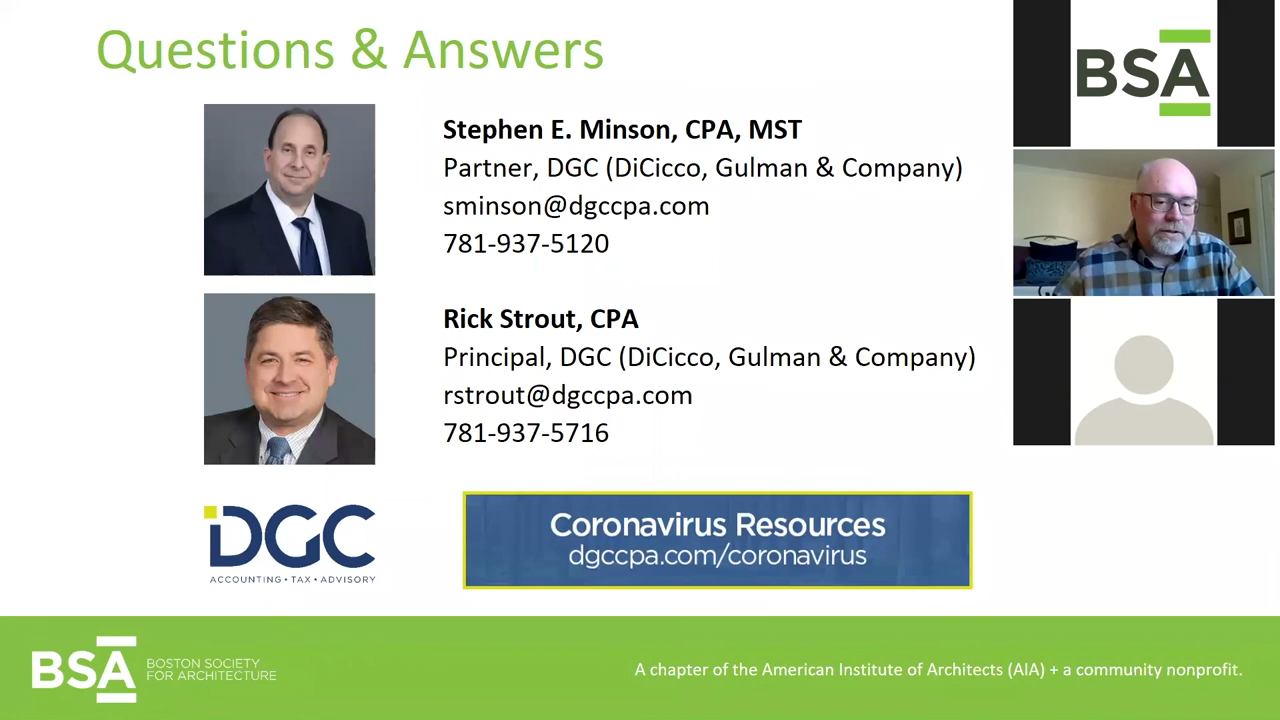 Questions & Answers
BSA
Stephen E. Minson, CPA, MST
Partner, DGC (DiCicco, Gulman & Company)
sminson@dgccpa.com
781-937-5120
Rick Strout, CPA
Principal, DGC (DiCicco, Gulman & Company)
rstrout@dgccpa.com
781-937-5716
DGC
ACCOUNTING • TAX • ADVISORY
Coronavirus Resources
dgccpa.com/coronavirus
BSA
BOSTON SOCIETY
FOR ARCHITECTURE
A chapter of the American Institute of Architects (AIA) + a community nonprofit.